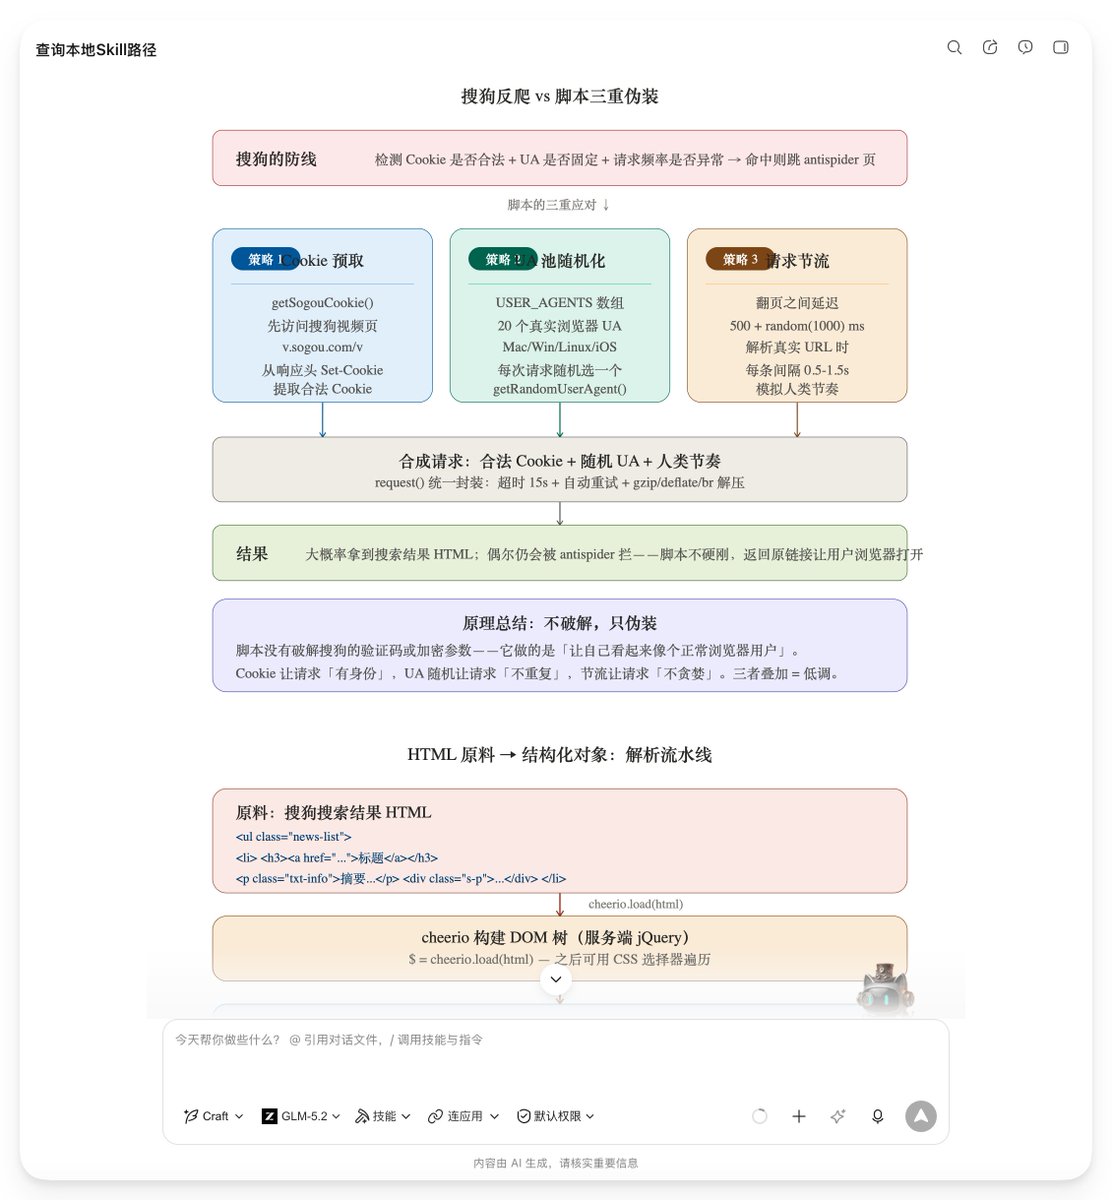 查询本地Skill路径
搜狗反爬 vs 脚本三重伪装
搜狗的防线
检测 Cookie 是否合法 + UA 是否固定 + 请求频率是否异常 → 命中则跳 antispider 页
脚本的三重应对 ↓
策略 1
Cookie 预取
getSogouCookie()
先访问搜狗视频页
v.sogou.com/v
从响应头 Set-Cookie
提取合法 Cookie
策略 2
UA 池随机化
USER_AGENTS 数组
20 个真实浏览器 UA
Mac/Win/Linux/iOS
每次请求随机选一个
getRandomUserAgent()
策略 3
请求节流
翻页之间延迟
500 + random(1000) ms
解析真实 URL 时
每条间隔 0.5-1.5s
模拟人类节奏
合成请求：合法 Cookie + 随机 UA + 人类节奏
request() 统一封装：超时 15s + 自动重试 + gzip/deflate/br 解压
结果
大概率拿到搜索结果 HTML；偶尔仍会被 antispider 拦——脚本不硬刚，返回原链接让用户浏览器打开
原理总结：不破解，只伪装
脚本没有破解搜狗的验证码或加密参数——它做的是「让自己看起来像个正常浏览器用户」。
Cookie 让请求「有身份」，UA 随机让请求「不重复」，节流让请求「不贪婪」。三者叠加 = 低调。
HTML 原料 → 结构化对象：解析流水线
原料：搜狗搜索结果 HTML
<ul class="news-list">
<li> <h3><a href="...">标题</a></h3>
<p class="txt-info">摘要...</p> <div class="s-p">...</div> </li>
cheerio.load(html)
cheerio 构建 DOM 树（服务端 jQuery）
$ = cheerio.load(html) — 之后可用 CSS 选择器遍历
今天帮你做些什么？ @ 引用对话文件，/ 调用技能与指令
Craft
GLM-5.2
技能
连应用
默认权限
内容由 AI 生成，请核实重要信息